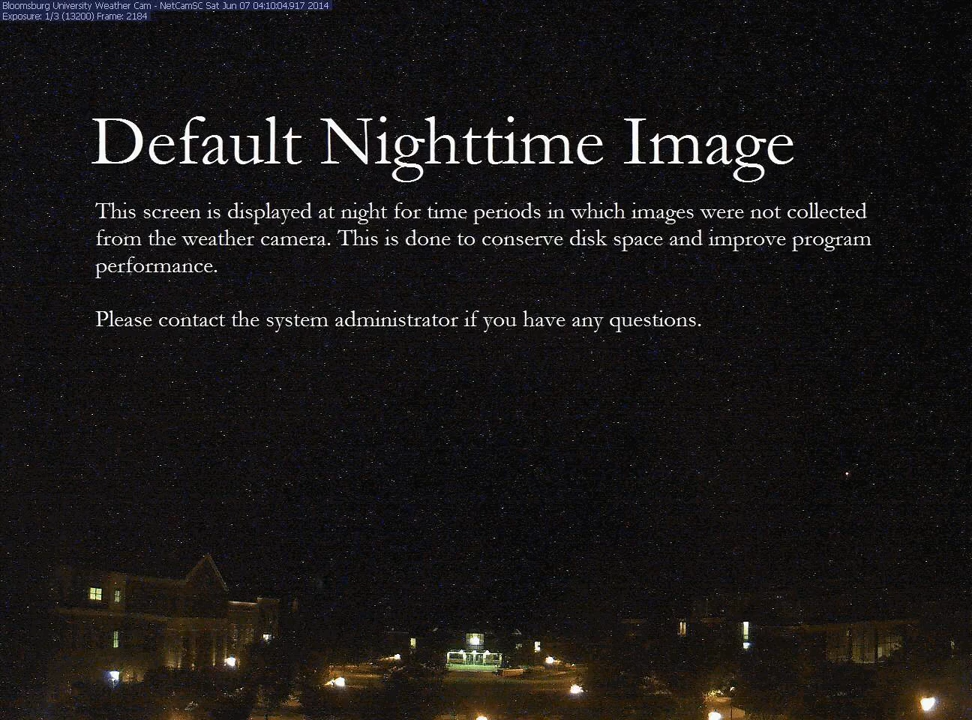 Bloomsburg University Weather Cam - NetCamSC Sat Jun 07 04:10:04.917 2014
Exposure: 1/3 (13200) Frame: 2184
Default Nighttime Image
This screen is displayed at night for time periods in which images were not collected
from the weather camera. This is done to conserve disk space and improve program
performance.
Please contact the system administrator if you have any questions.